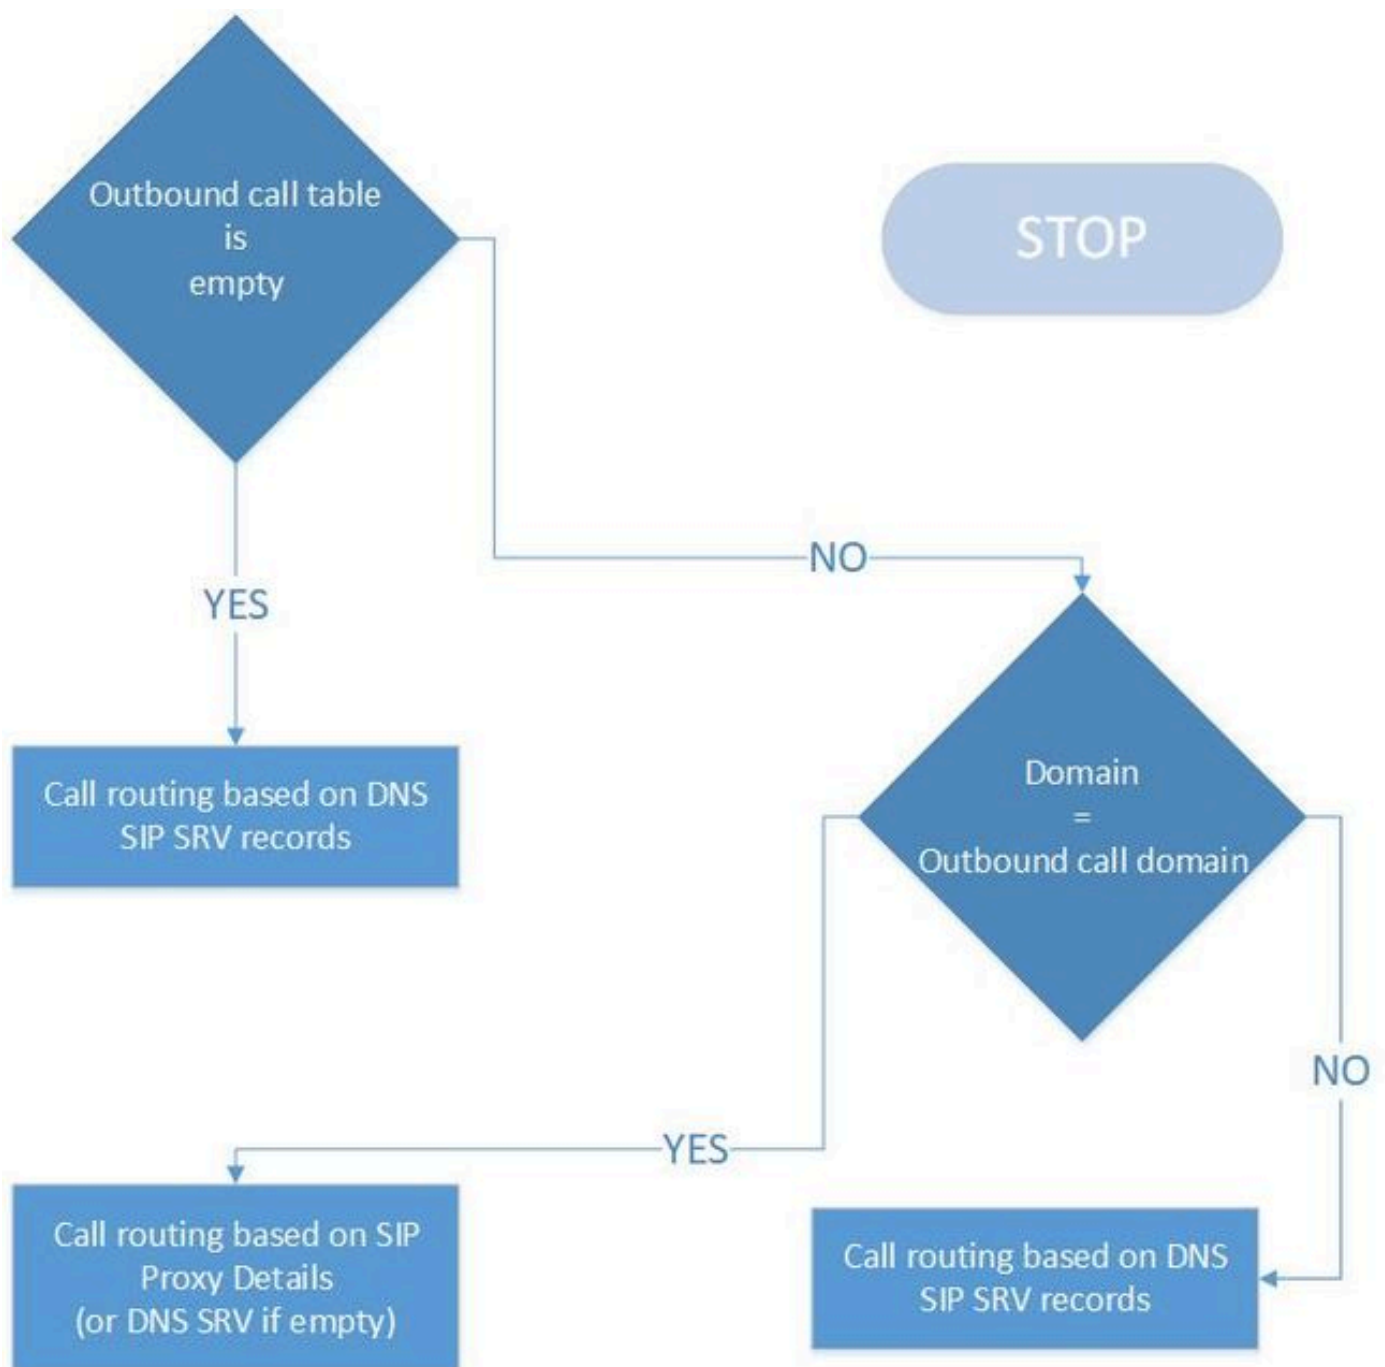 Outbound call table
is
empty
STOP
NO
YES
Call routing based on DNS
SIP SRV records
Domain
=
Outbound call domain
NO
YES
Call routing based on SIP
Proxy Details
(or DNS SRV if empty)
Call routing based on DNS
SIP SRV records